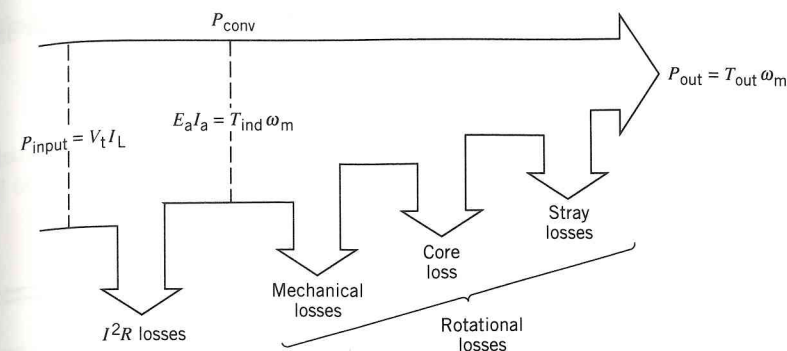 P_conv
P_out = T_out ω_m
E_a I_a = T_ind ω_m
P_input = V_t I_L
Stray
losses
Core
loss
Mechanical
losses
I²R losses
Rotational
losses